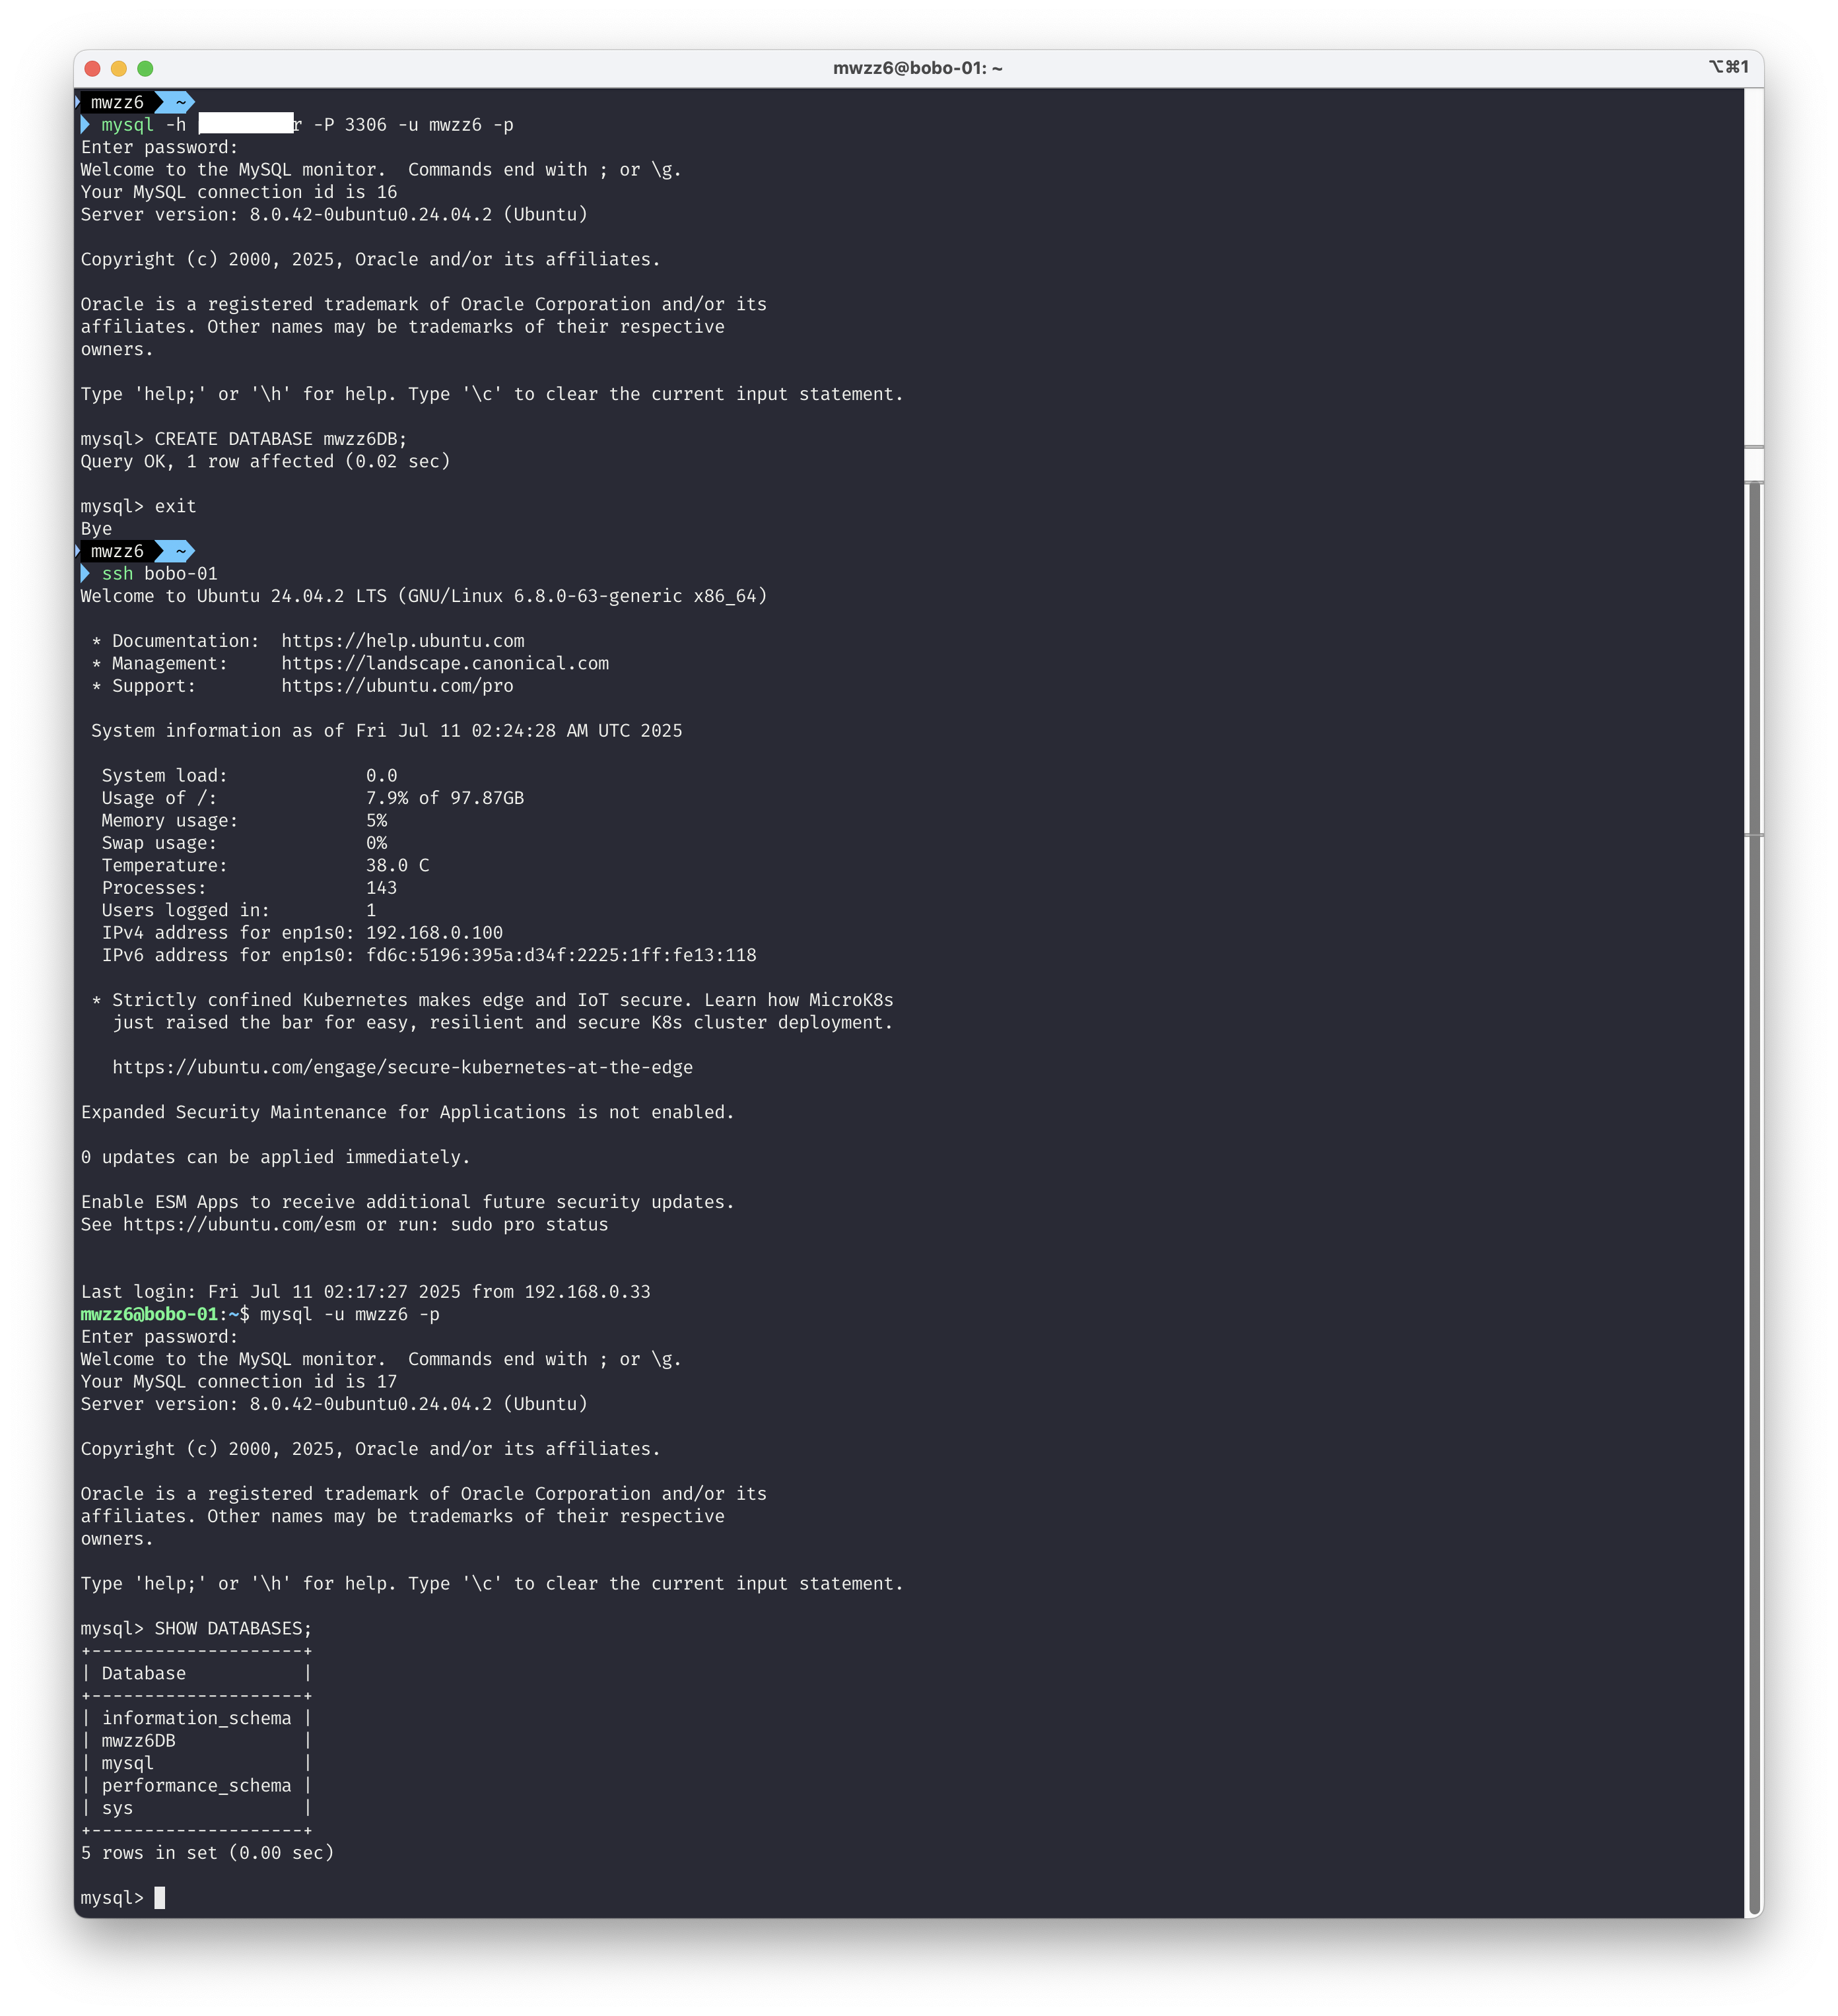 mwzz6@bobo-01: ~
⌥⌘1
mwzz6 ~
mysql -h r -P 3306 -u mwzz6 -p
Enter password:
Welcome to the MySQL monitor.  Commands end with ; or \g.
Your MySQL connection id is 16
Server version: 8.0.42-0ubuntu0.24.04.2 (Ubuntu)
Copyright (c) 2000, 2025, Oracle and/or its affiliates.
Oracle is a registered trademark of Oracle Corporation and/or its
affiliates. Other names may be trademarks of their respective
owners.
Type 'help;' or '\h' for help. Type '\c' to clear the current input statement.
mysql> CREATE DATABASE mwzz6DB;
Query OK, 1 row affected (0.02 sec)
mysql> exit
Bye
mwzz6 ~
ssh bobo-01
Welcome to Ubuntu 24.04.2 LTS (GNU/Linux 6.8.0-63-generic x86_64)
* Documentation:  https://help.ubuntu.com
* Management:     https://landscape.canonical.com
* Support:        https://ubuntu.com/pro
System information as of Fri Jul 11 02:24:28 AM UTC 2025
System load:             0.0
Usage of /:              7.9% of 97.87GB
Memory usage:            5%
Swap usage:              0%
Temperature:             38.0 C
Processes:               143
Users logged in:         1
IPv4 address for enp1s0: 192.168.0.100
IPv6 address for enp1s0: fd6c:5196:395a:d34f:2225:1ff:fe13:118
* Strictly confined Kubernetes makes edge and IoT secure. Learn how MicroK8s
just raised the bar for easy, resilient and secure K8s cluster deployment.
https://ubuntu.com/engage/secure-kubernetes-at-the-edge
Expanded Security Maintenance for Applications is not enabled.
0 updates can be applied immediately.
Enable ESM Apps to receive additional future security updates.
See https://ubuntu.com/esm or run: sudo pro status
Last login: Fri Jul 11 02:17:27 2025 from 192.168.0.33
mwzz6@bobo-01:~$ mysql -u mwzz6 -p
Enter password:
Welcome to the MySQL monitor.  Commands end with ; or \g.
Your MySQL connection id is 17
Server version: 8.0.42-0ubuntu0.24.04.2 (Ubuntu)
Copyright (c) 2000, 2025, Oracle and/or its affiliates.
Oracle is a registered trademark of Oracle Corporation and/or its
affiliates. Other names may be trademarks of their respective
owners.
Type 'help;' or '\h' for help. Type '\c' to clear the current input statement.
mysql> SHOW DATABASES;
+--------------------+
| Database           |
+--------------------+
| information_schema |
| mwzz6DB            |
| mysql              |
| performance_schema |
| sys                |
+--------------------+
5 rows in set (0.00 sec)
mysql>